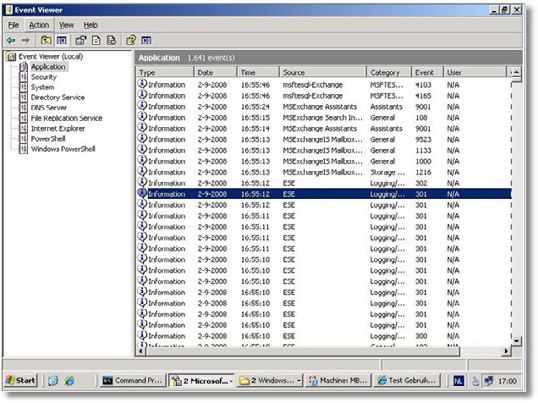 Event Viewer
File Action View Help
Event Viewer (Local)
Application
Security
System
Directory Service
DNS Server
File Replication Service
Internet Explorer
PowerShell
Windows PowerShell
Application 1.641 event(s)
Type Date Time Source Category Event User
Information 2-9-2008 16:55:46 msftesql-Exchange MSFTES... 4103 N/A
Information 2-9-2008 16:55:46 msftesql-Exchange MSFTES... 4165 N/A
Information 2-9-2008 16:55:24 MSExchange Assistants Assistants 9001 N/A
Information 2-9-2008 16:55:15 MSExchange Search In... General 108 N/A
Information 2-9-2008 16:55:14 MSExchange Assistants Assistants 9001 N/A
Information 2-9-2008 16:55:13 MSExchangeIS Mailbox... General 9523 N/A
Information 2-9-2008 16:55:13 MSExchangeIS Mailbox... General 1133 N/A
Information 2-9-2008 16:55:13 MSExchangeIS Mailbox... General 1000 N/A
Information 2-9-2008 16:55:13 MSExchangeIS Mailbox... Storage ... 1216 N/A
Information 2-9-2008 16:55:12 ESE Logging/... 302 N/A
Information 2-9-2008 16:55:12 ESE Logging/... 301 N/A
Information 2-9-2008 16:55:12 ESE Logging/... 301 N/A
Information 2-9-2008 16:55:11 ESE Logging/... 301 N/A
Information 2-9-2008 16:55:11 ESE Logging/... 301 N/A
Information 2-9-2008 16:55:11 ESE Logging/... 301 N/A
Information 2-9-2008 16:55:11 ESE Logging/... 301 N/A
Information 2-9-2008 16:55:10 ESE Logging/... 301 N/A
Information 2-9-2008 16:55:10 ESE Logging/... 301 N/A
Information 2-9-2008 16:55:10 ESE Logging/... 301 N/A
Information 2-9-2008 16:55:10 ESE Logging/... 301 N/A
Information 2-9-2008 16:55:10 ESE Logging/... 301 N/A
Information 2-9-2008 16:55:10 ESE Logging/... 301 N/A
Information 2-9-2008 16:55:10 ESE Logging/... 301 N/A
Information 2-9-2008 16:55:10 ESE Logging/... 300 N/A
Information 2-9-2008 16:55:10 ESE General 102 N/A
Start Command Pr... 2 Microsof... 2 Windows... Machine: MB... Test Gebruik... NL 17:00